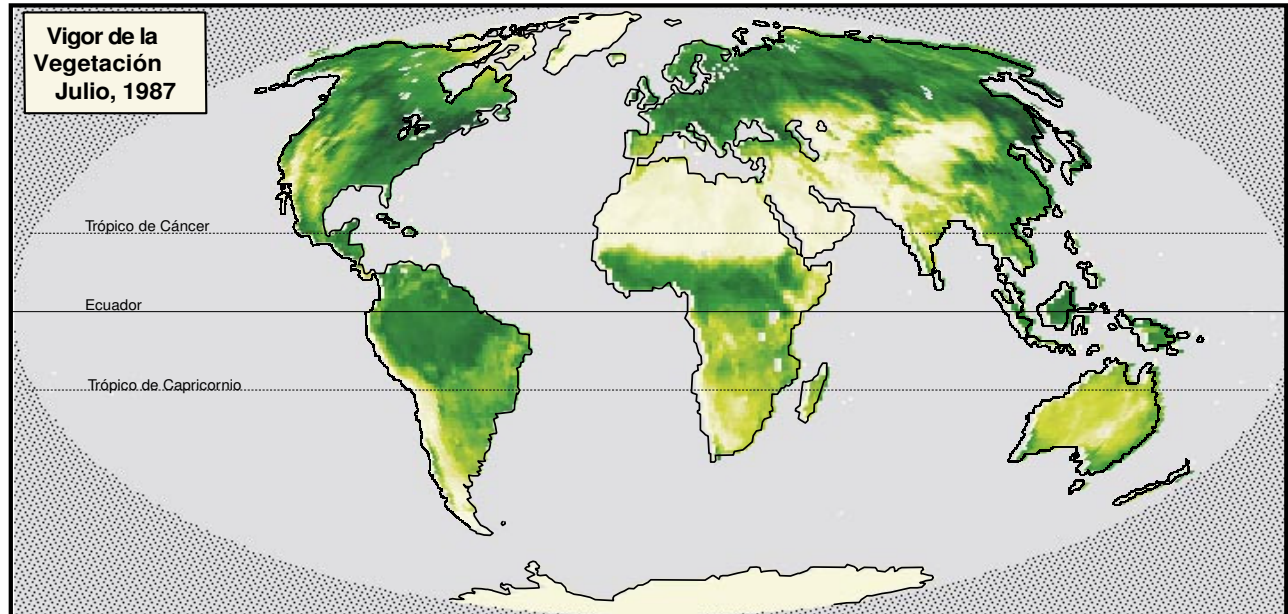 Vigor de la
Vegetación
Julio, 1987
Trópico de Cáncer
Ecuador
Trópico de Capricornio